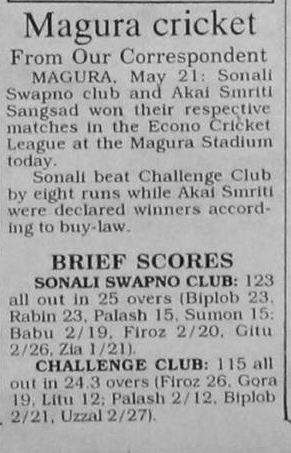 Magura cricket
From Our Correspondent
MAGURA, May 21: Sonali
Swapno club and Akai Smriti
Sangsad won their respective
matches in the Econo Cricket
League at the Magura Stadium
today.
Sonali beat Challenge Club
by eight runs while Akai Smriti
were declared winners accord-
ing to buy-law.
BRIEF SCORES
SONALI SWAPNO CLUB: 123
all out in 25 overs (Biplob 23,
Rabin 23, Palash 15, Sumon 15;
Babu 2/19, Firoz 2/20, Gitu
2/26, Zia 1/21).
CHALLENGE CLUB: 115 all
out in 24.3 overs (Firoz 26, Gora
19, Litu 12; Palash 2/12, Biplob
2/21, Uzzal 2/27).